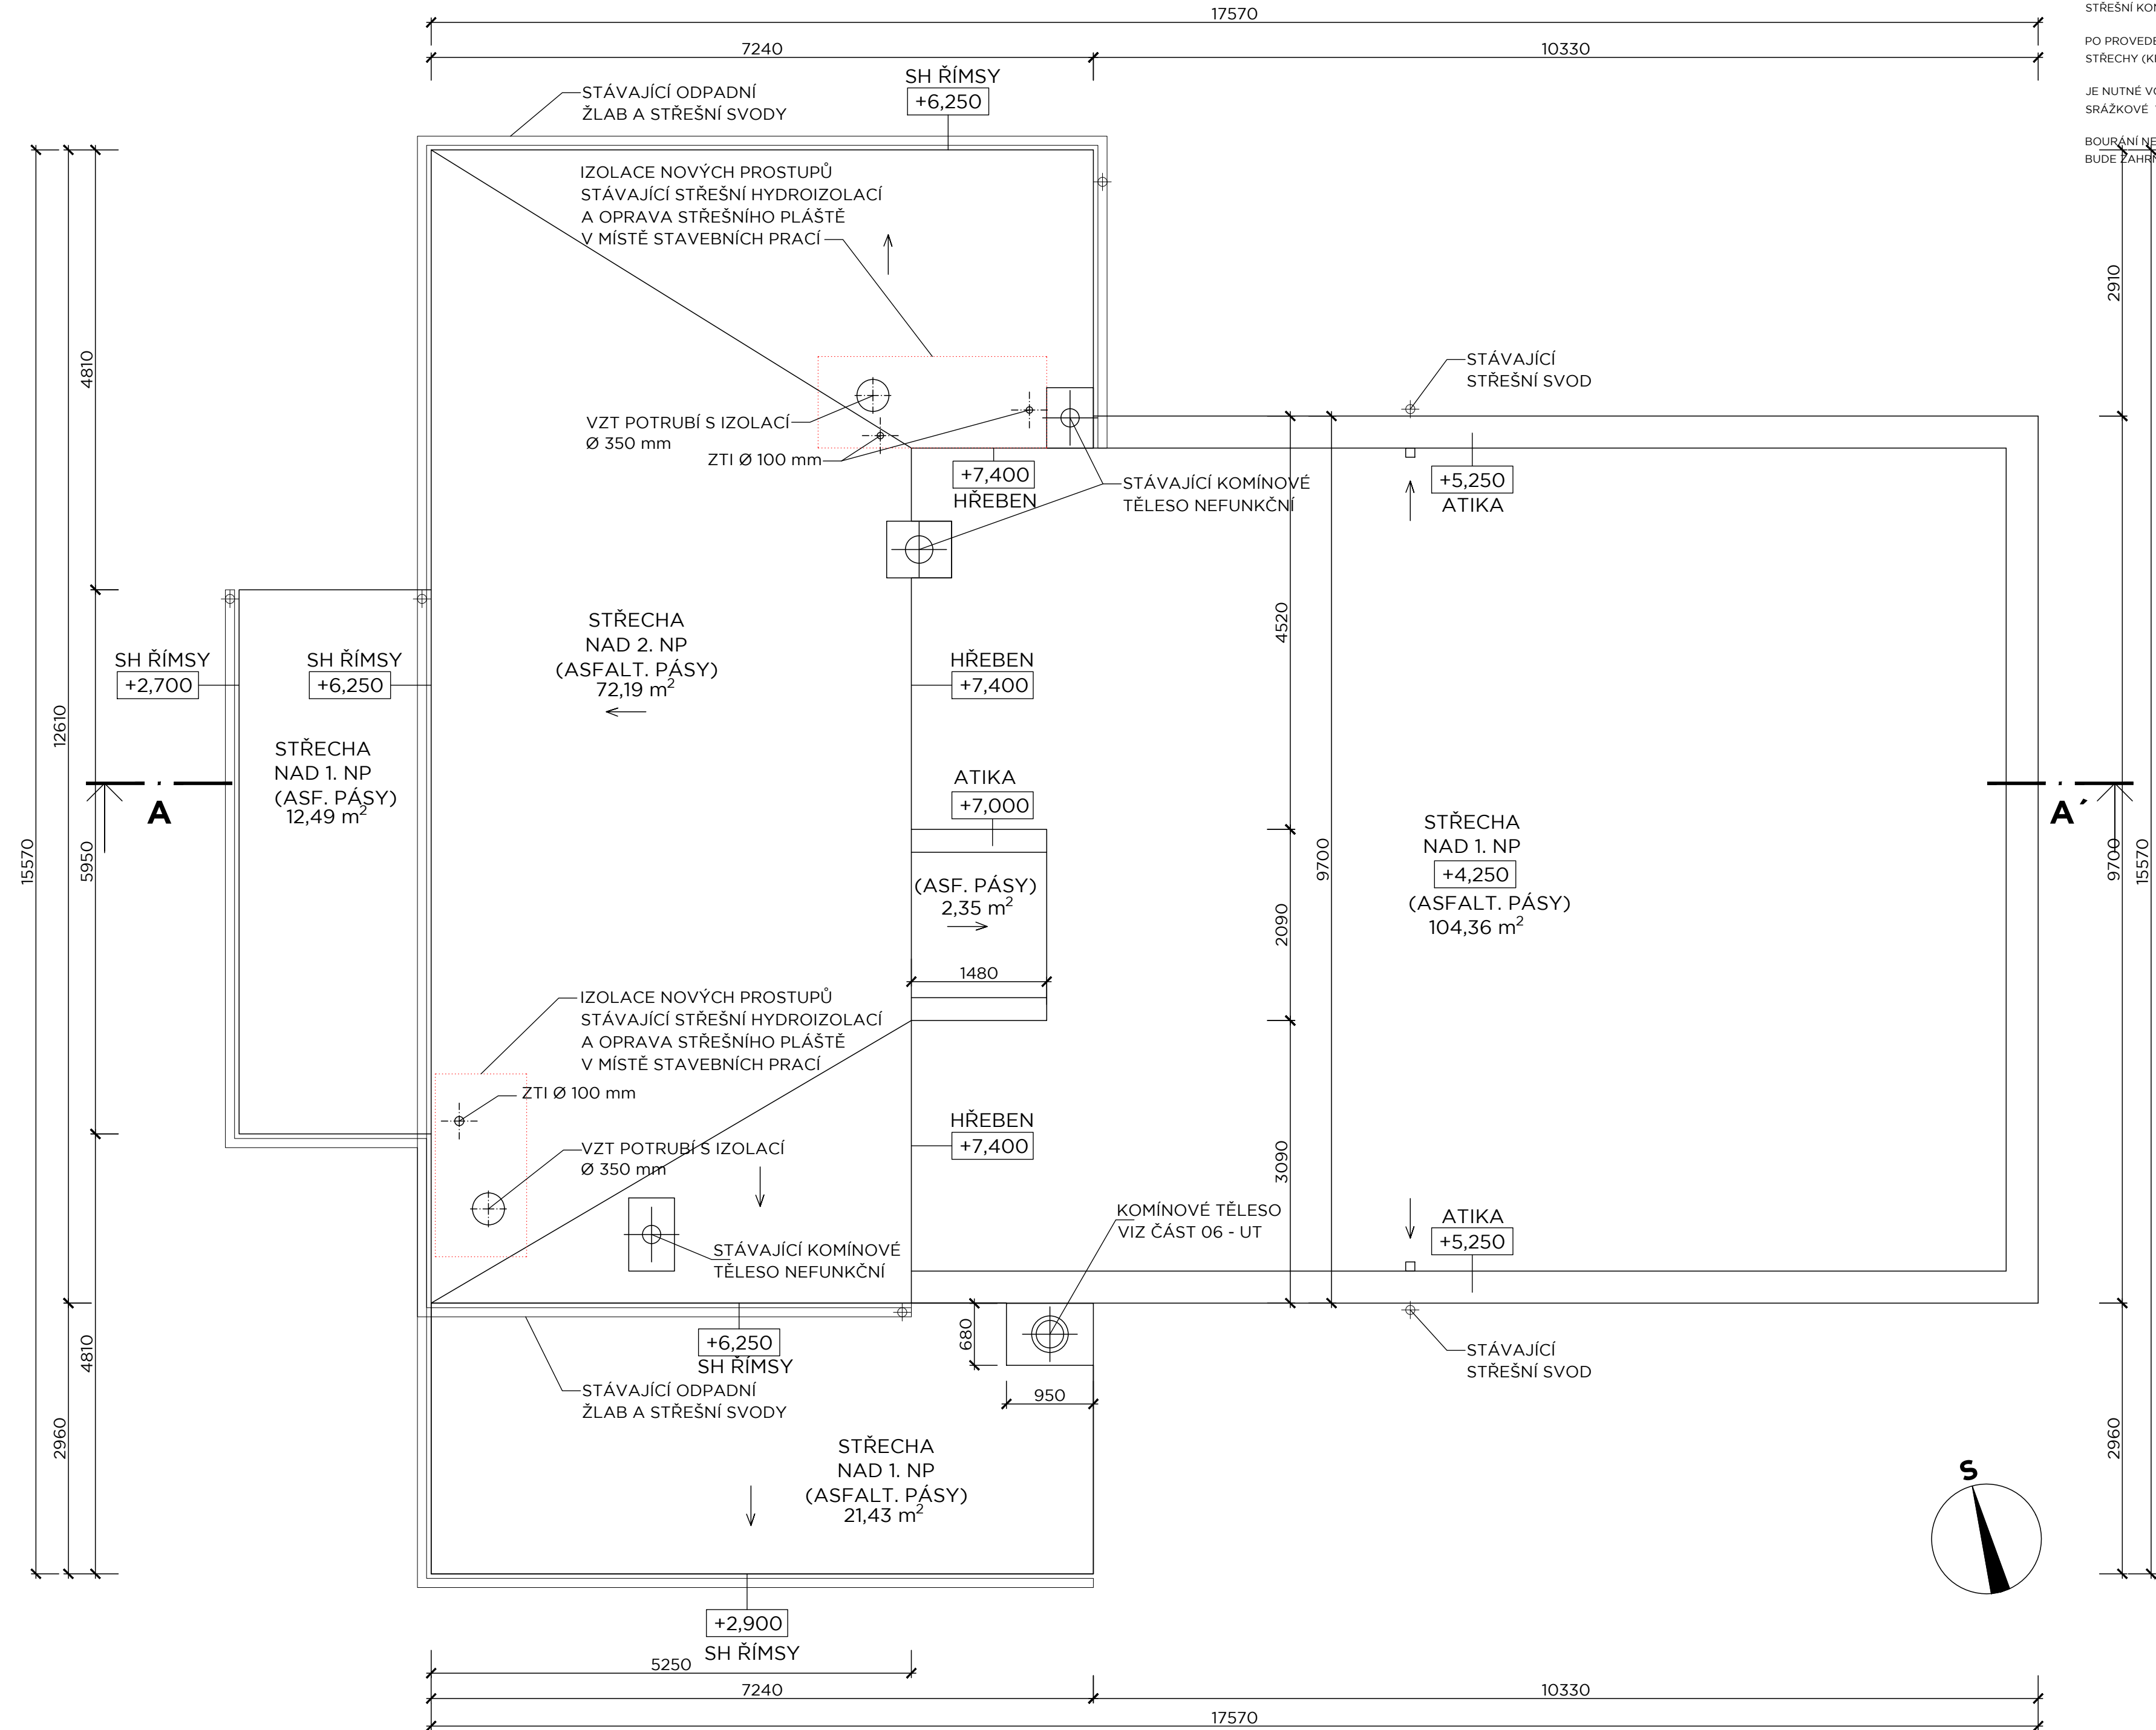 17570
7240
10330
STŘEŠNÍ
PO
STŘECHY
JE NUTNÉ
SRÁŽKOVÉ
BOURÁNÍ
BUDE
SH ŘÍMSY
+6,250
STÁVAJÍCÍ ODPADNÍ
ŽLAB A STŘEŠNÍ SVODY
IZOLACE NOVÝCH PROSTUPŮ
STÁVAJÍCÍ STŘEŠNÍ HYDROIZOLACÍ
A OPRAVA STŘEŠNÍHO PLÁŠTĚ
V MÍSTĚ STAVEBNÍCH PRACÍ
2910
4810
STÁVAJÍCÍ
STŘEŠNÍ SVOD
VZT POTRUBÍ S IZOLACÍ
Ø 350 mm
ZTI Ø 100 mm
+7,400
HŘEBEN
STÁVAJÍCÍ KOMÍNOVÉ
TĚLESO NEFUNKČNÍ
+5,250
ATIKA
4520
STŘECHA
NAD 2. NP
(ASFALT. PÁSY)
72,19 m²
SH ŘÍMSY
+2,700
SH ŘÍMSY
+6,250
HŘEBEN
+7,400
12610
STŘECHA
NAD 1. NP
(ASF. PÁSY)
12,49 m²
A
A´
ATIKA
+7,000
15570
5950
9700
9700
15570
STŘECHA
NAD 1. NP
+4,250
(ASFALT. PÁSY)
104,36 m²
(ASF. PÁSY)
2,35 m²
2090
1480
IZOLACE NOVÝCH PROSTUPŮ
STÁVAJÍCÍ STŘEŠNÍ HYDROIZOLACÍ
A OPRAVA STŘEŠNÍHO PLÁŠTĚ
V MÍSTĚ STAVEBNÍCH PRACÍ
ZTI Ø 100 mm
VZT POTRUBÍ S IZOLACÍ
Ø 350 mm
HŘEBEN
+7,400
3090
KOMÍNOVÉ TĚLESO
VIZ ČÁST 06 - UT
ATIKA
+5,250
STÁVAJÍCÍ KOMÍNOVÉ
TĚLESO NEFUNKČNÍ
+6,250
SH ŘÍMSY
680
950
4810
2960
2960
STÁVAJÍCÍ
STŘEŠNÍ SVOD
STÁVAJÍCÍ ODPADNÍ
ŽLAB A STŘEŠNÍ SVODY
STŘECHA
NAD 1. NP
(ASFALT. PÁSY)
21,43 m²
S
+2,900
SH ŘÍMSY
5250
7240
10330
17570